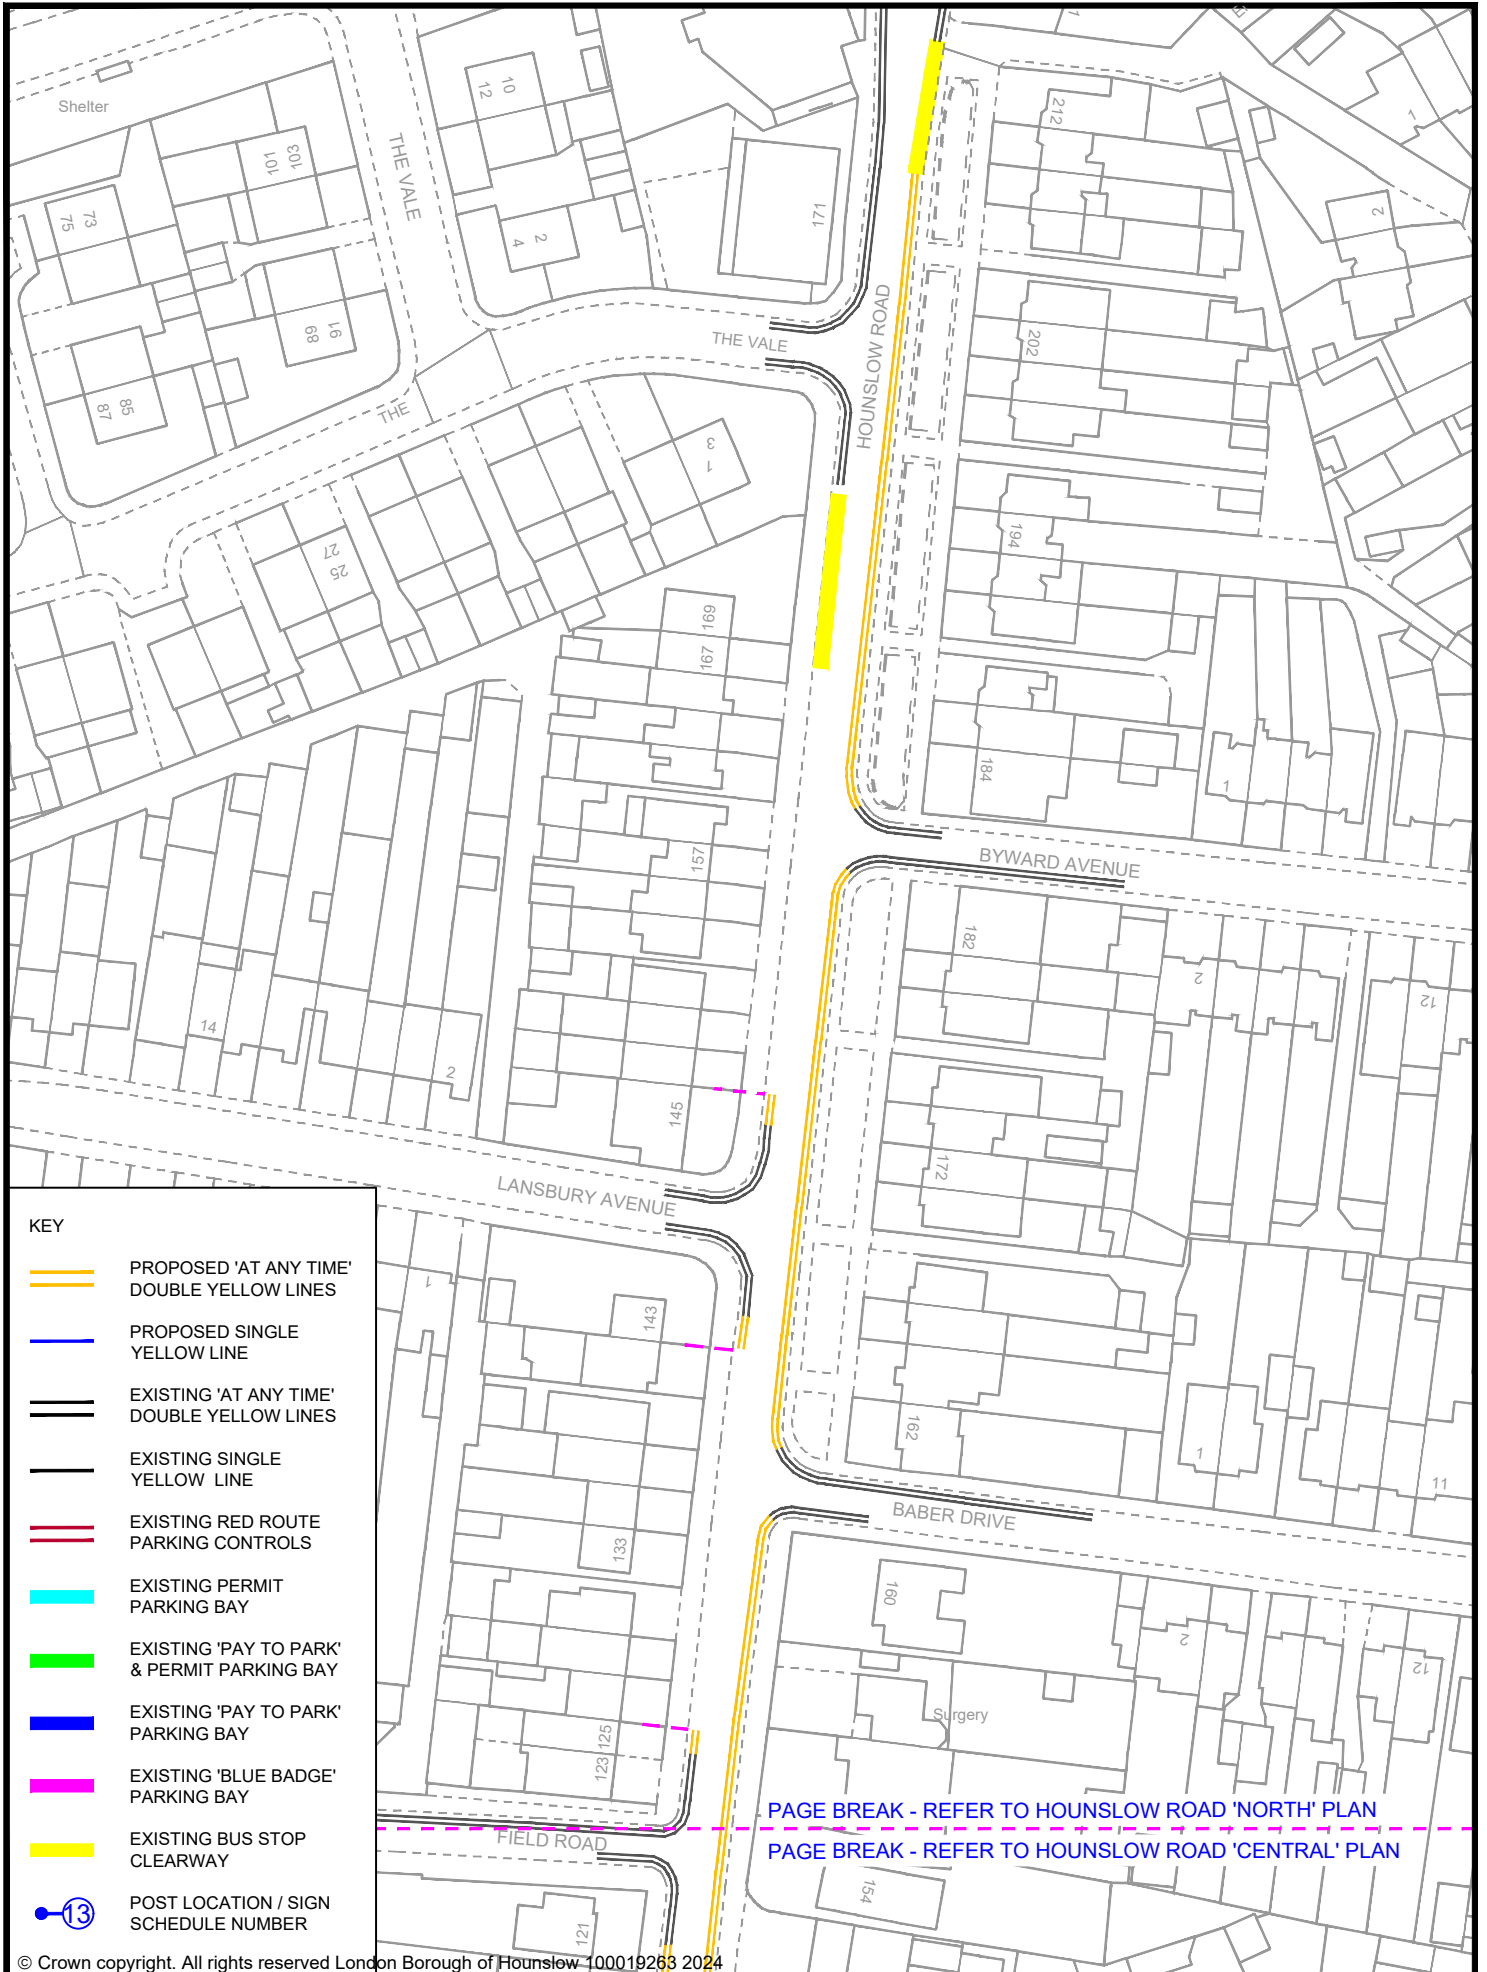 Shelter
12
10
212
1
1
101
103
THE VALE
75
73
4
2
171
2
HOUNSLOW ROAD
89
91
THE VALE
202
87
85
THE
3
1
194
27
25
169
167
184
1
157
BYWARD AVENUE
182
2
12
14
2
145
172
LANSBURY AVENUE
1
143
162
1
11
BABER DRIVE
133
160
2
12
Surgery
125
123
FIELD ROAD
154
121
PAGE BREAK - REFER TO HOUNSLOW ROAD 'NORTH' PLAN
PAGE BREAK - REFER TO HOUNSLOW ROAD 'CENTRAL' PLAN
KEY
PROPOSED 'AT ANY TIME'
DOUBLE YELLOW LINES
PROPOSED SINGLE
YELLOW LINE
EXISTING 'AT ANY TIME'
DOUBLE YELLOW LINES
EXISTING SINGLE
YELLOW LINE
EXISTING RED ROUTE
PARKING CONTROLS
EXISTING PERMIT
PARKING BAY
EXISTING 'PAY TO PARK'
& PERMIT PARKING BAY
EXISTING 'PAY TO PARK'
PARKING BAY
EXISTING 'BLUE BADGE'
PARKING BAY
EXISTING BUS STOP
CLEARWAY
13
POST LOCATION / SIGN
SCHEDULE NUMBER
© Crown copyright. All rights reserved London Borough of Hounslow 100019263 2024